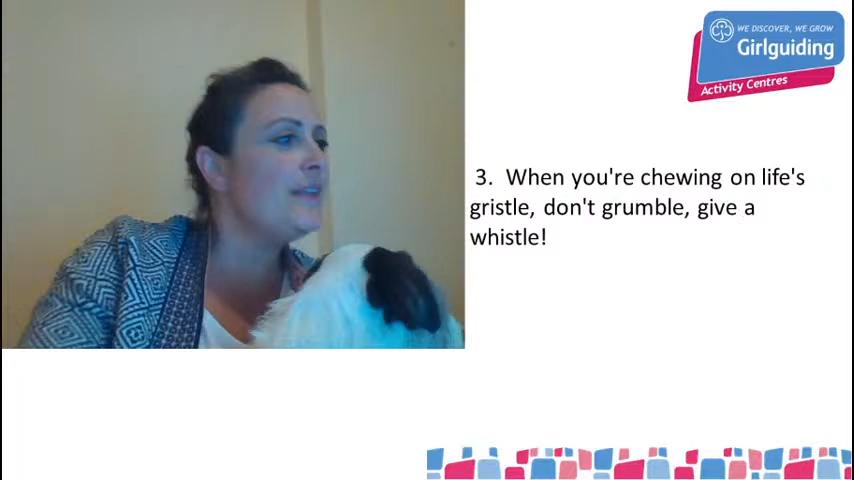 WE DISCOVER, WE GROW
Girlguiding
Activity Centres
3. When you're chewing on life's
gristle, don't grumble, give a
whistle!